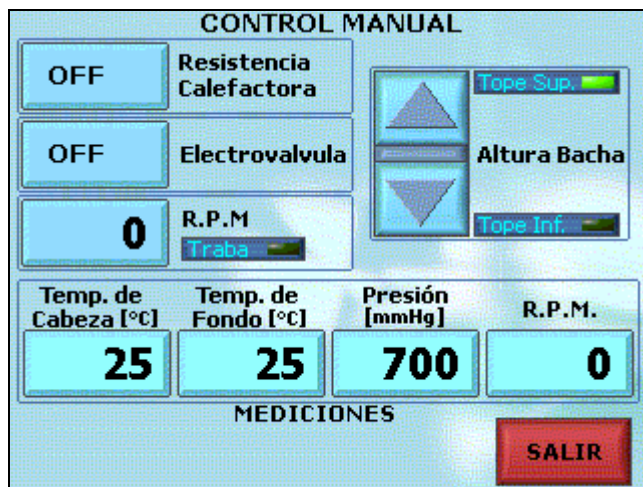 CONTROL MANUAL
OFF
Resistencia
Calefactora
OFF
Electrovalvula
0
R.P.M
Traba
Tope Sup.
Altura Bacha
Tope Inf.
Temp. de
Cabeza [°C]
Temp. de
Fondo [°C]
Presión
[mmHg]
R.P.M.
25
25
700
0
MEDICIONES
SALIR